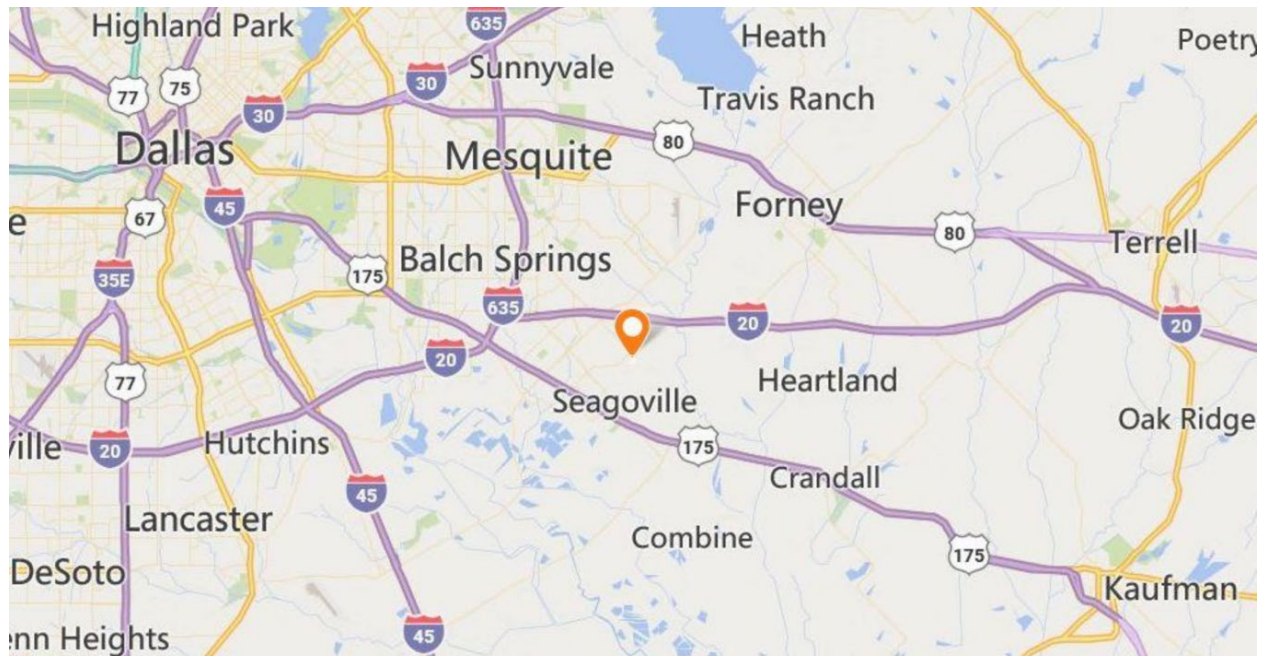 Highland Park
635
Heath
Poetry
77
75
30
Sunnyvale
30
Travis Ranch
80
Dallas
Mesquite
45
67
Forney
80
Terrell
e
Balch Springs
175
35E
635
20
20
20
77
Heartland
Seagoville
Oak Ridge
ville
20
Hutchins
175
Crandall
45
Lancaster
Combine
175
DeSoto
Kaufman
enn Heights
45